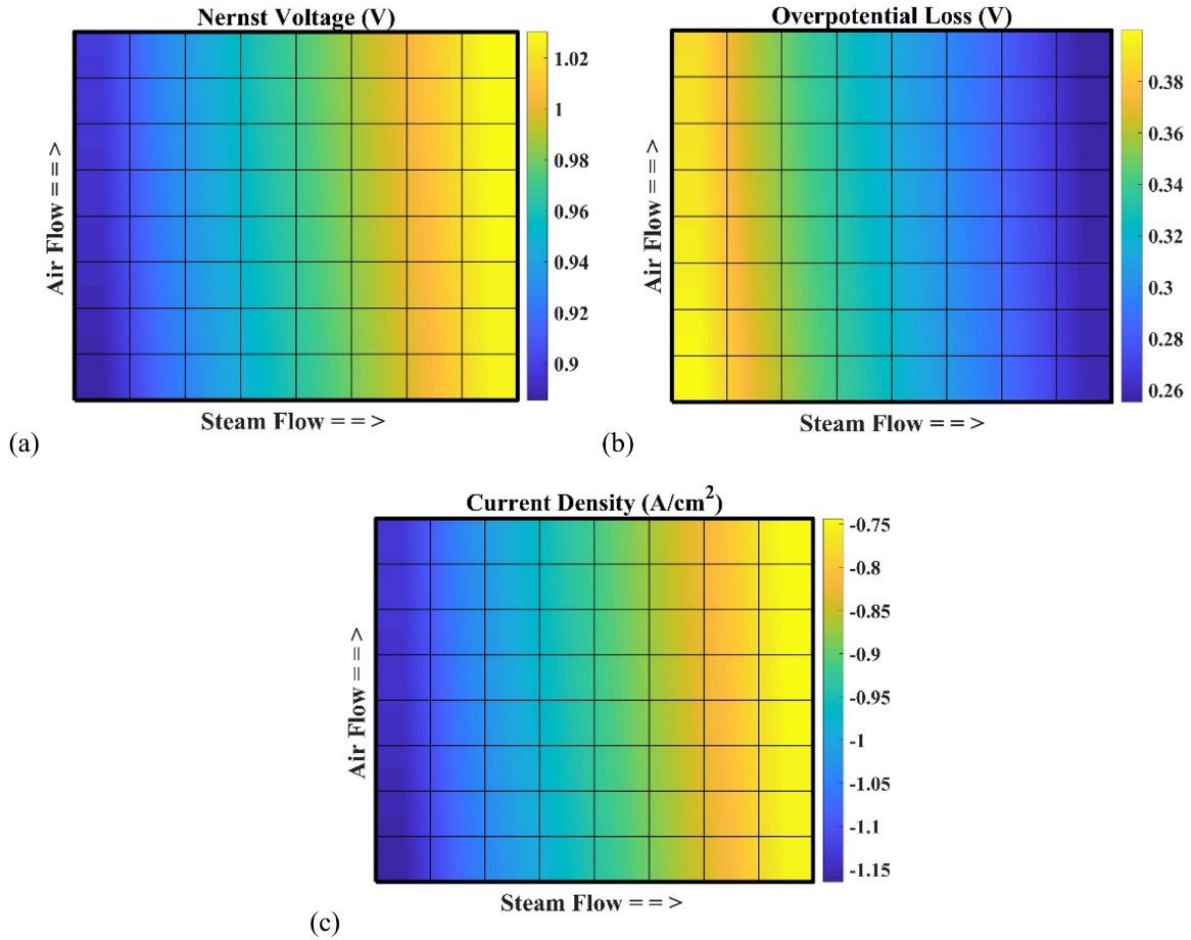 Nernst Voltage (V)
1.02
1
0.98
0.96
0.94
0.92
0.9
Air Flow = = >
Steam Flow = = >
(a)
Overpotential Loss (V)
0.38
0.36
0.34
0.32
0.3
0.28
0.26
Air Flow = = >
Steam Flow = = >
(b)
Current Density (A/cm²)
-0.75
-0.8
-0.85
-0.9
-0.95
-1
-1.05
-1.1
-1.15
Air Flow = = >
Steam Flow = = >
(c)